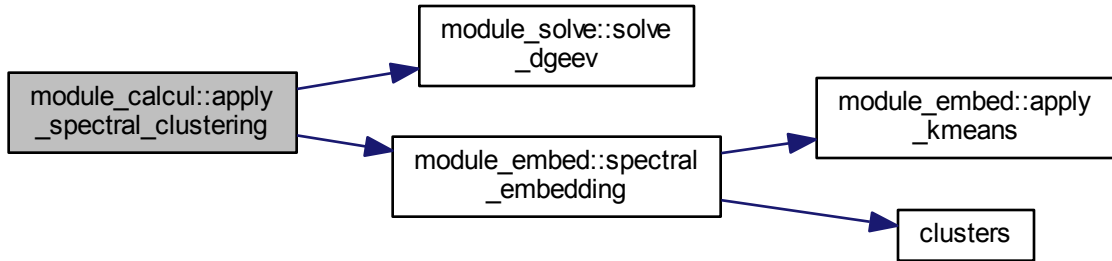 module_calcul::apply
_spectral_clustering
module_solve::solve
_dgeev
module_embed::spectral
_embedding
module_embed::apply
_kmeans
clusters